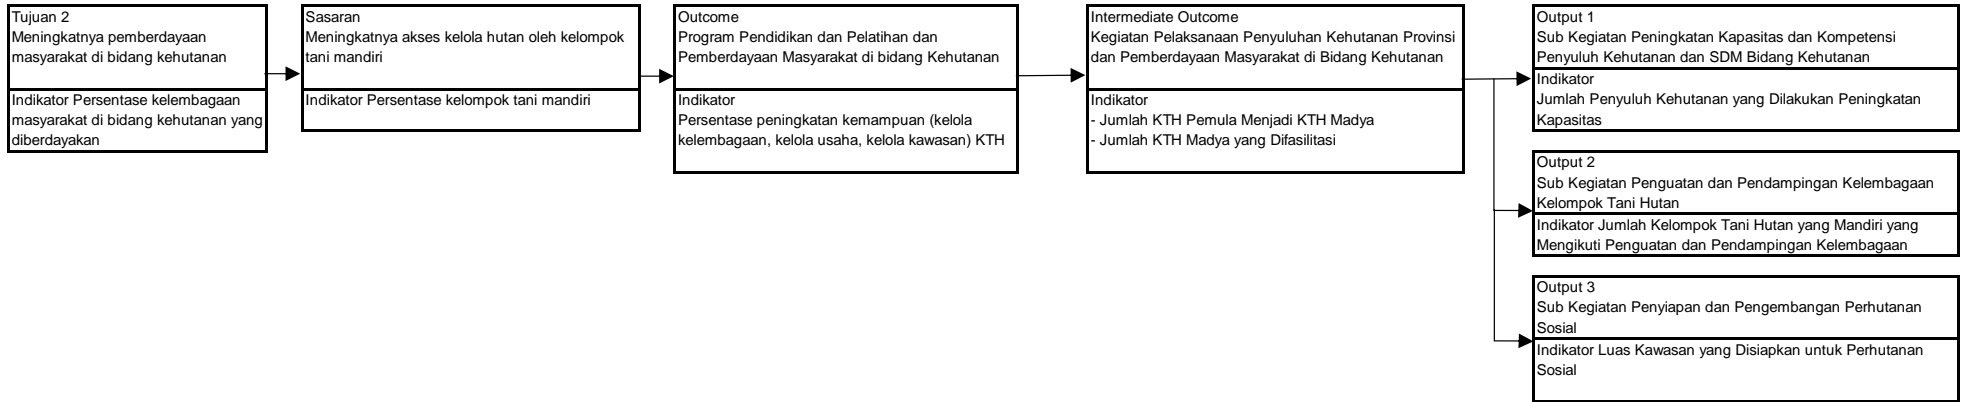 Tujuan 2
Meningkatnya pemberdayaan
masyarakat di bidang kehutanan
Indikator Persentase kelembagaan
masyarakat di bidang kehutanan yang
diberdayakan
Sasaran
Meningkatnya akses kelola hutan oleh kelompok
tani mandiri
Indikator Persentase kelompok tani mandiri
Outcome
Program Pendidikan dan Pelatihan dan
Pemberdayaan Masyarakat di bidang Kehutanan
Indikator
Persentase peningkatan kemampuan (kelola
kelembagaan, kelola usaha, kelola kawasan) KTH
Intermediate Outcome
Kegiatan Pelaksanaan Penyuluhan Kehutanan Provinsi
dan Pemberdayaan Masyarakat di Bidang Kehutanan
Indikator
- Jumlah KTH Pemula Menjadi KTH Madya
- Jumlah KTH Madya yang Difasilitasi
Output 1
Sub Kegiatan Peningkatan Kapasitas dan Kompetensi
Penyuluh Kehutanan dan SDM Bidang Kehutanan
Indikator
Jumlah Penyuluh Kehutanan yang Dilakukan Peningkatan
Kapasitas
Output 2
Sub Kegiatan Penguatan dan Pendampingan Kelembagaan
Kelompok Tani Hutan
Indikator Jumlah Kelompok Tani Hutan yang Mandiri yang
Mengikuti Penguatan dan Pendampingan Kelembagaan
Output 3
Sub Kegiatan Penyiapan dan Pengembangan Perhutanan
Sosial
Indikator Luas Kawasan yang Disiapkan untuk Perhutanan
Sosial